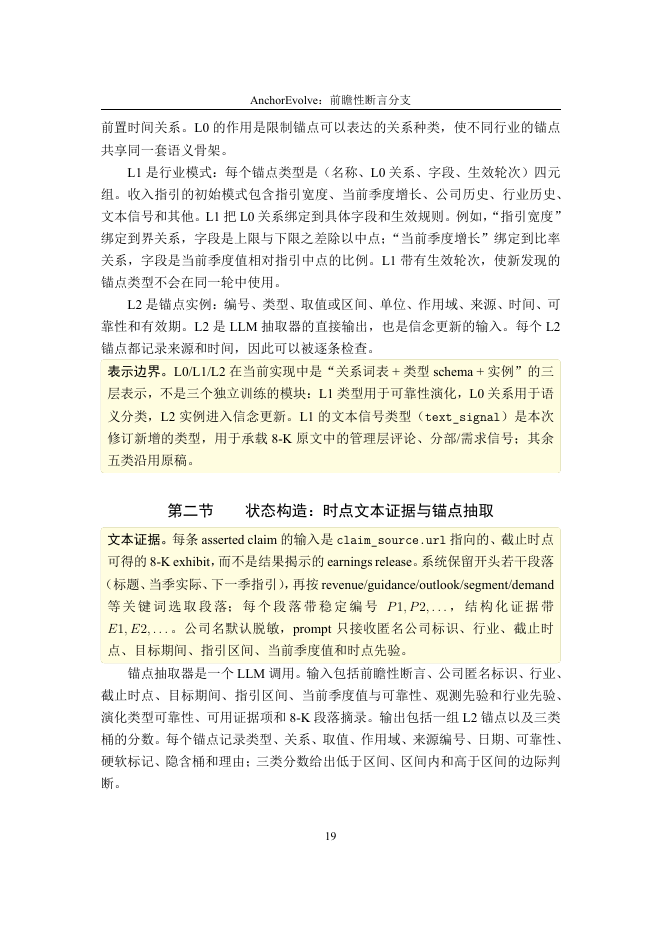 AnchorEvolve：前瞻性断言分支
前置时间关系。L0 的作用是限制锚点可以表达的关系种类，使不同行业的锚点
共享同一套语义骨架。
L1 是行业模式：每个锚点类型是（名称、L0 关系、字段、生效轮次）四元
组。收入指引的初始模式包含指引宽度、当前季度增长、公司历史、行业历史、
文本信号和其他。L1 把 L0 关系绑定到具体字段和生效规则。例如，“指引宽度”
绑定到界关系，字段是上限与下限之差除以中点；“当前季度增长”绑定到比率
关系，字段是当前季度值相对指引中点的比例。L1 带有生效轮次，使新发现的
锚点类型不会在同一轮中使用。
L2 是锚点实例：编号、类型、取值或区间、单位、作用域、来源、时间、可
靠性和有效期。L2 是 LLM 抽取器的直接输出，也是信念更新的输入。每个 L2
锚点都记录来源和时间，因此可以被逐条检查。
表示边界。L0/L1/L2 在当前实现中是“关系词表 + 类型 schema + 实例”的三
层表示，不是三个独立训练的模块：L1 类型用于可靠性演化，L0 关系用于语
义分类，L2 实例进入信念更新。L1 的文本信号类型（text_signal）是本次
修订新增的类型，用于承载 8-K 原文中的管理层评论、分部/需求信号；其余
五类沿用原稿。
第二节 状态构造：时点文本证据与锚点抽取
文本证据。每条 asserted claim 的输入是 claim_source.url 指向的、截止时点
可得的 8-K exhibit，而不是结果揭示的 earnings release。系统保留开头若干段落
（标题、当季实际、下一季指引），再按 revenue/guidance/outlook/segment/demand
等关键词选取段落；每个段落带稳定编号 P1, P2, . . .，结构化证据带
E1, E2, . . .。公司名默认脱敏，prompt 只接收匿名公司标识、行业、截止时
点、目标期间、指引区间、当前季度值和时点先验。
锚点抽取器是一个 LLM 调用。输入包括前瞻性断言、公司匿名标识、行业、
截止时点、目标期间、指引区间、当前季度值与可靠性、观测先验和行业先验、
演化类型可靠性、可用证据项和 8-K 段落摘录。输出包括一组 L2 锚点以及三类
桶的分数。每个锚点记录类型、关系、取值、作用域、来源编号、日期、可靠性、
硬软标记、隐含桶和理由；三类分数给出低于区间、区间内和高于区间的边际判
断。
19